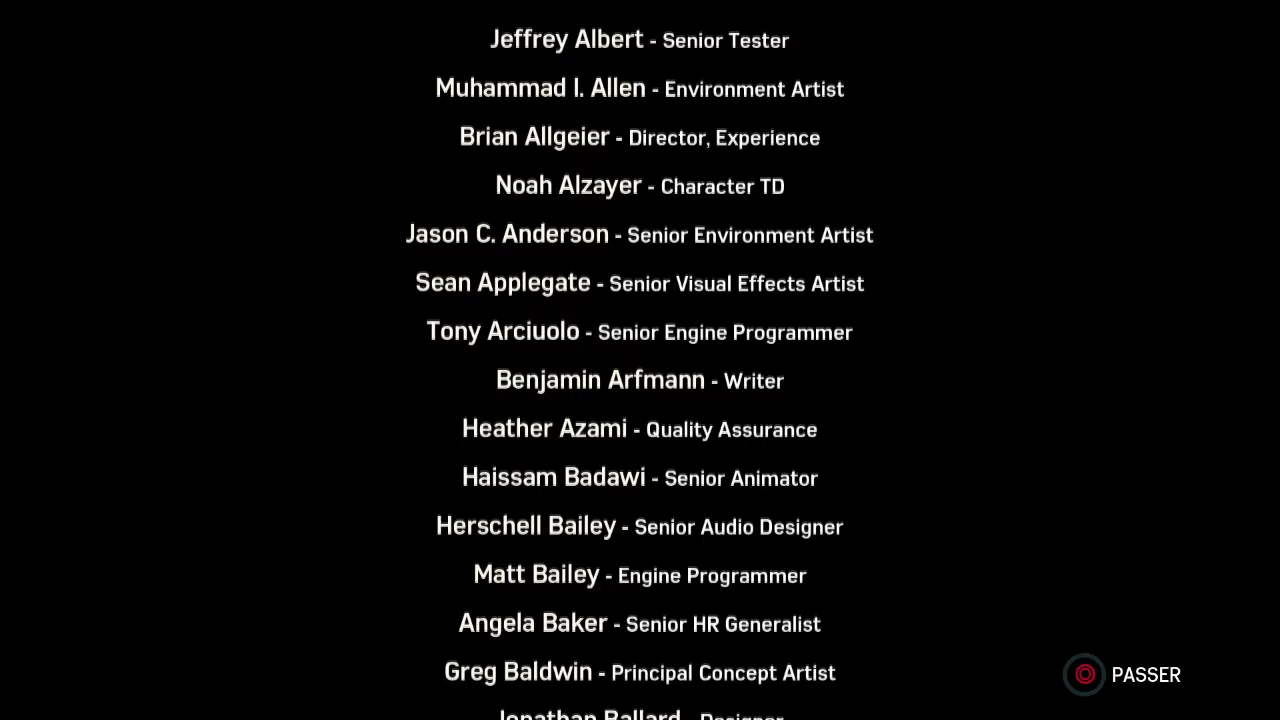 Jeffrey Albert - Senior Tester
Muhammad I. Allen - Environment Artist
Brian Allgeier - Director, Experience
Noah Alzayer - Character TD
Jason C. Anderson - Senior Environment Artist
Sean Applegate - Senior Visual Effects Artist
Tony Arciuolo - Senior Engine Programmer
Benjamin Arfmann - Writer
Heather Azami - Quality Assurance
Haissam Badawi - Senior Animator
Herschell Bailey - Senior Audio Designer
Matt Bailey - Engine Programmer
Angela Baker - Senior HR Generalist
Greg Baldwin - Principal Concept Artist
PASSER
Jonathan Ballard - Designer